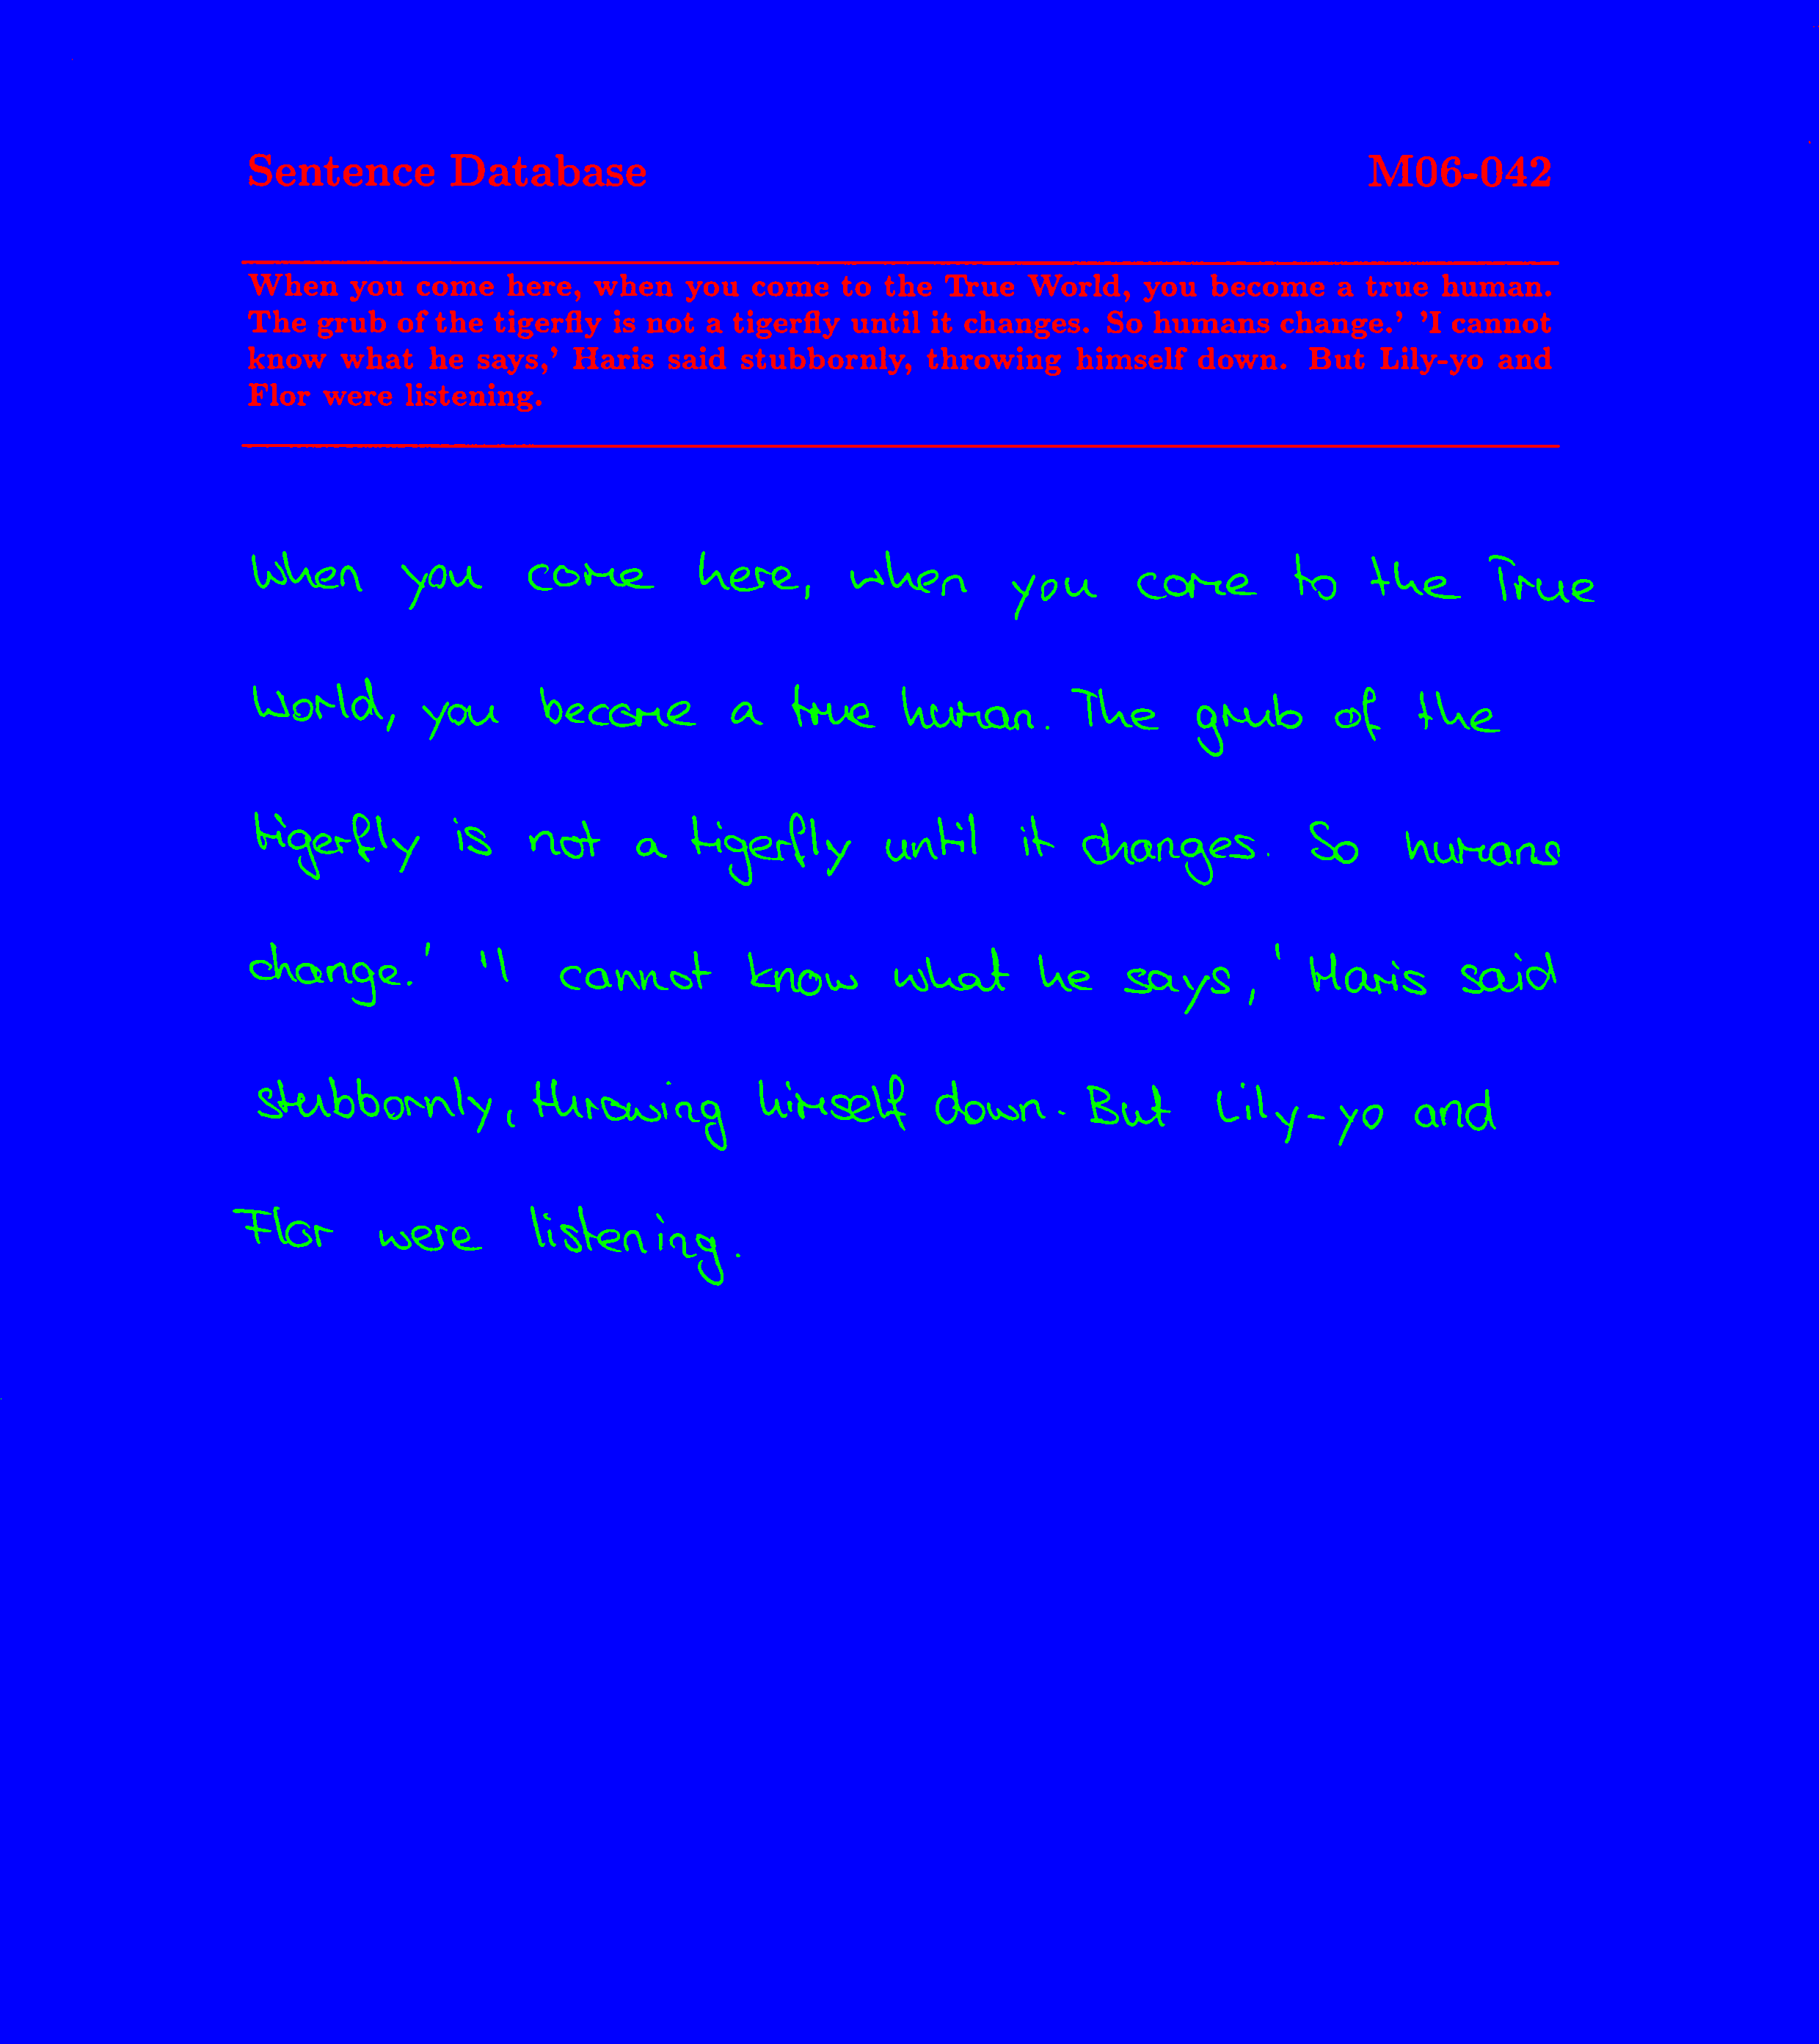 Sentence Database M06-042
When you come here, when you come to the True World, you become a true human.
The grub of the tigerfly is not a tigerfly until it changes. So humans change.' 'I cannot
know what he says,' Haris said stubbornly, throwing himself down. But Lily-yo and
Flor were listening.
When you come here, when you come to the True
World, you become a true human. The grub of the
tigerfly is not a tigerfly until it changes. So humans
change.' 'I cannot know what he says,' Haris said
stubbornly, throwing himself down. But Lily-yo and
Flor were listening.